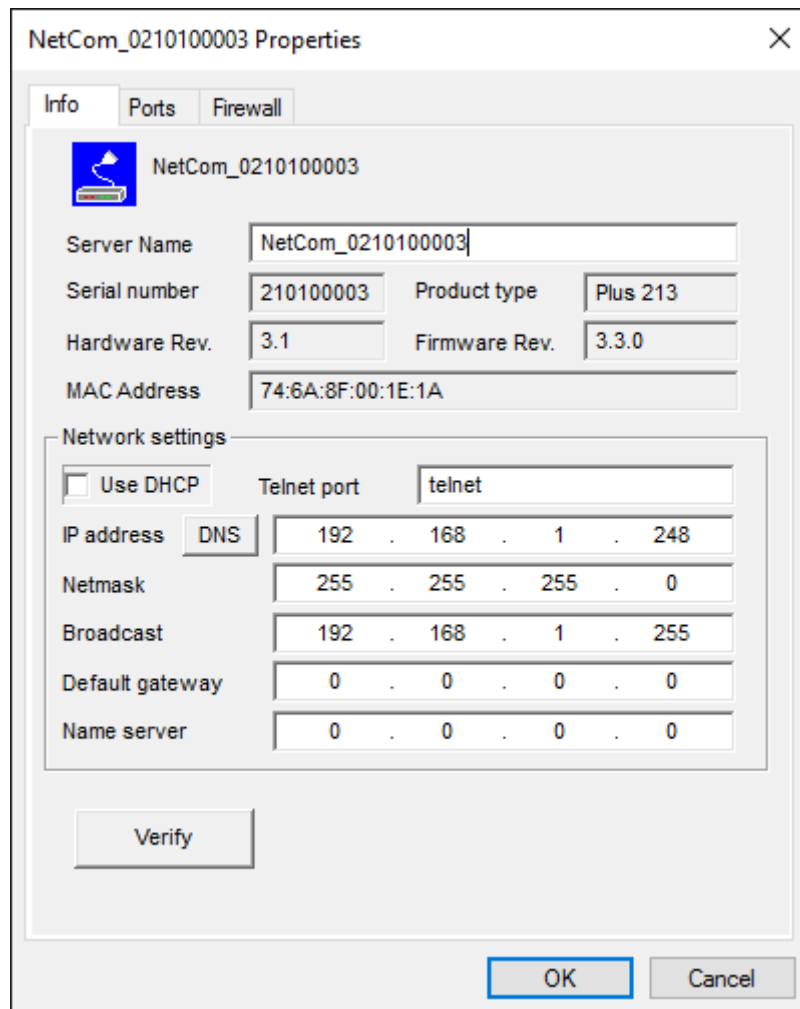 NetCom_0210100003 Properties
Info Ports Firewall
NetCom_0210100003
Server Name NetCom_0210100003
Serial number 210100003 Product type Plus 213
Hardware Rev. 3.1 Firmware Rev. 3.3.0
MAC Address 74:6A:8F:00:1E:1A
Network settings
Use DHCP Telnet port telnet
IP address DNS 192 . 168 . 1 . 248
Netmask 255 . 255 . 255 . 0
Broadcast 192 . 168 . 1 . 255
Default gateway 0 . 0 . 0 . 0
Name server 0 . 0 . 0 . 0
Verify
OK Cancel